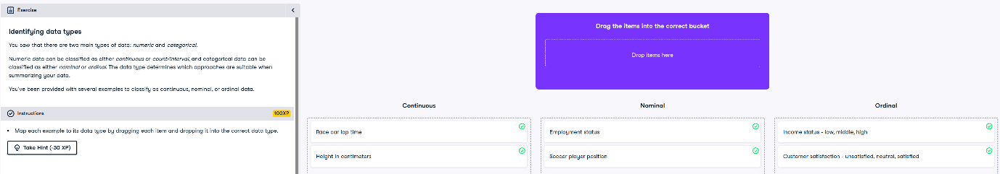 Exercise
Identifying data types
You saw that there are two main types of data: numeric and categorical.
Numeric data can be classified as either continuous or count/interval, and categorical data can be
classified as either nominal or ordinal. The data type determines which approaches are suitable when
summarizing your data.
You've been provided with several examples to classify as continuous, nominal, or ordinal data.
Instructions
100XP
Map each example to its data type by dragging each item and dropping it into the correct data type.
Take Hint (-30 XP)
Drag the items into the correct bucket
Drop items here
Continuous
Race car lap time
Height in centimeters
Nominal
Employment status
Soccer player position
Ordinal
Income status - low, middle, high
Customer satisfaction - unsatisfied, neutral, satisfied